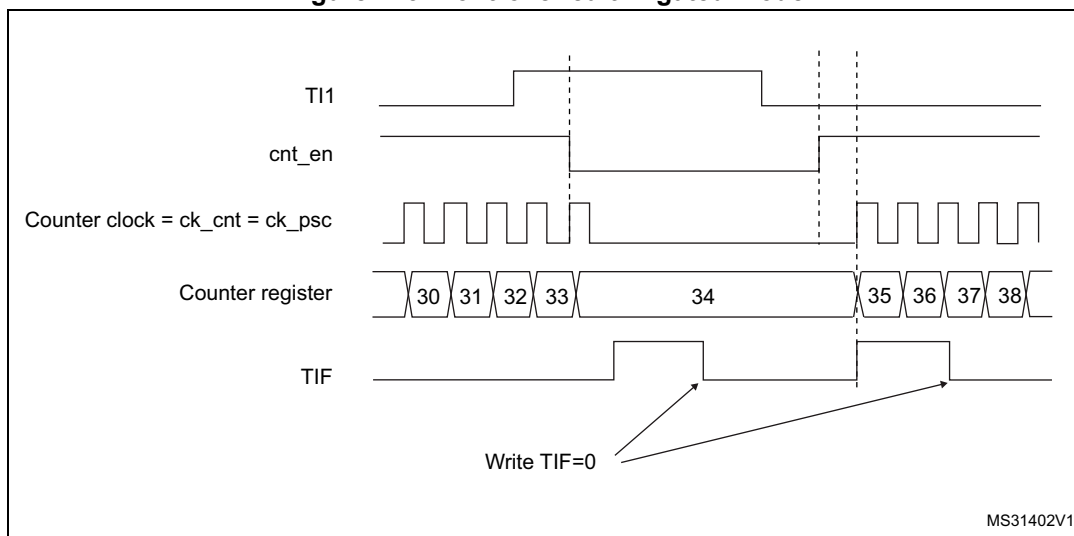 TI1
cnt_en
Counter clock = ck_cnt = ck_psc
Counter register
30 31 32 33 34 35 36 37 38
TIF
Write TIF=0
MS31402V1